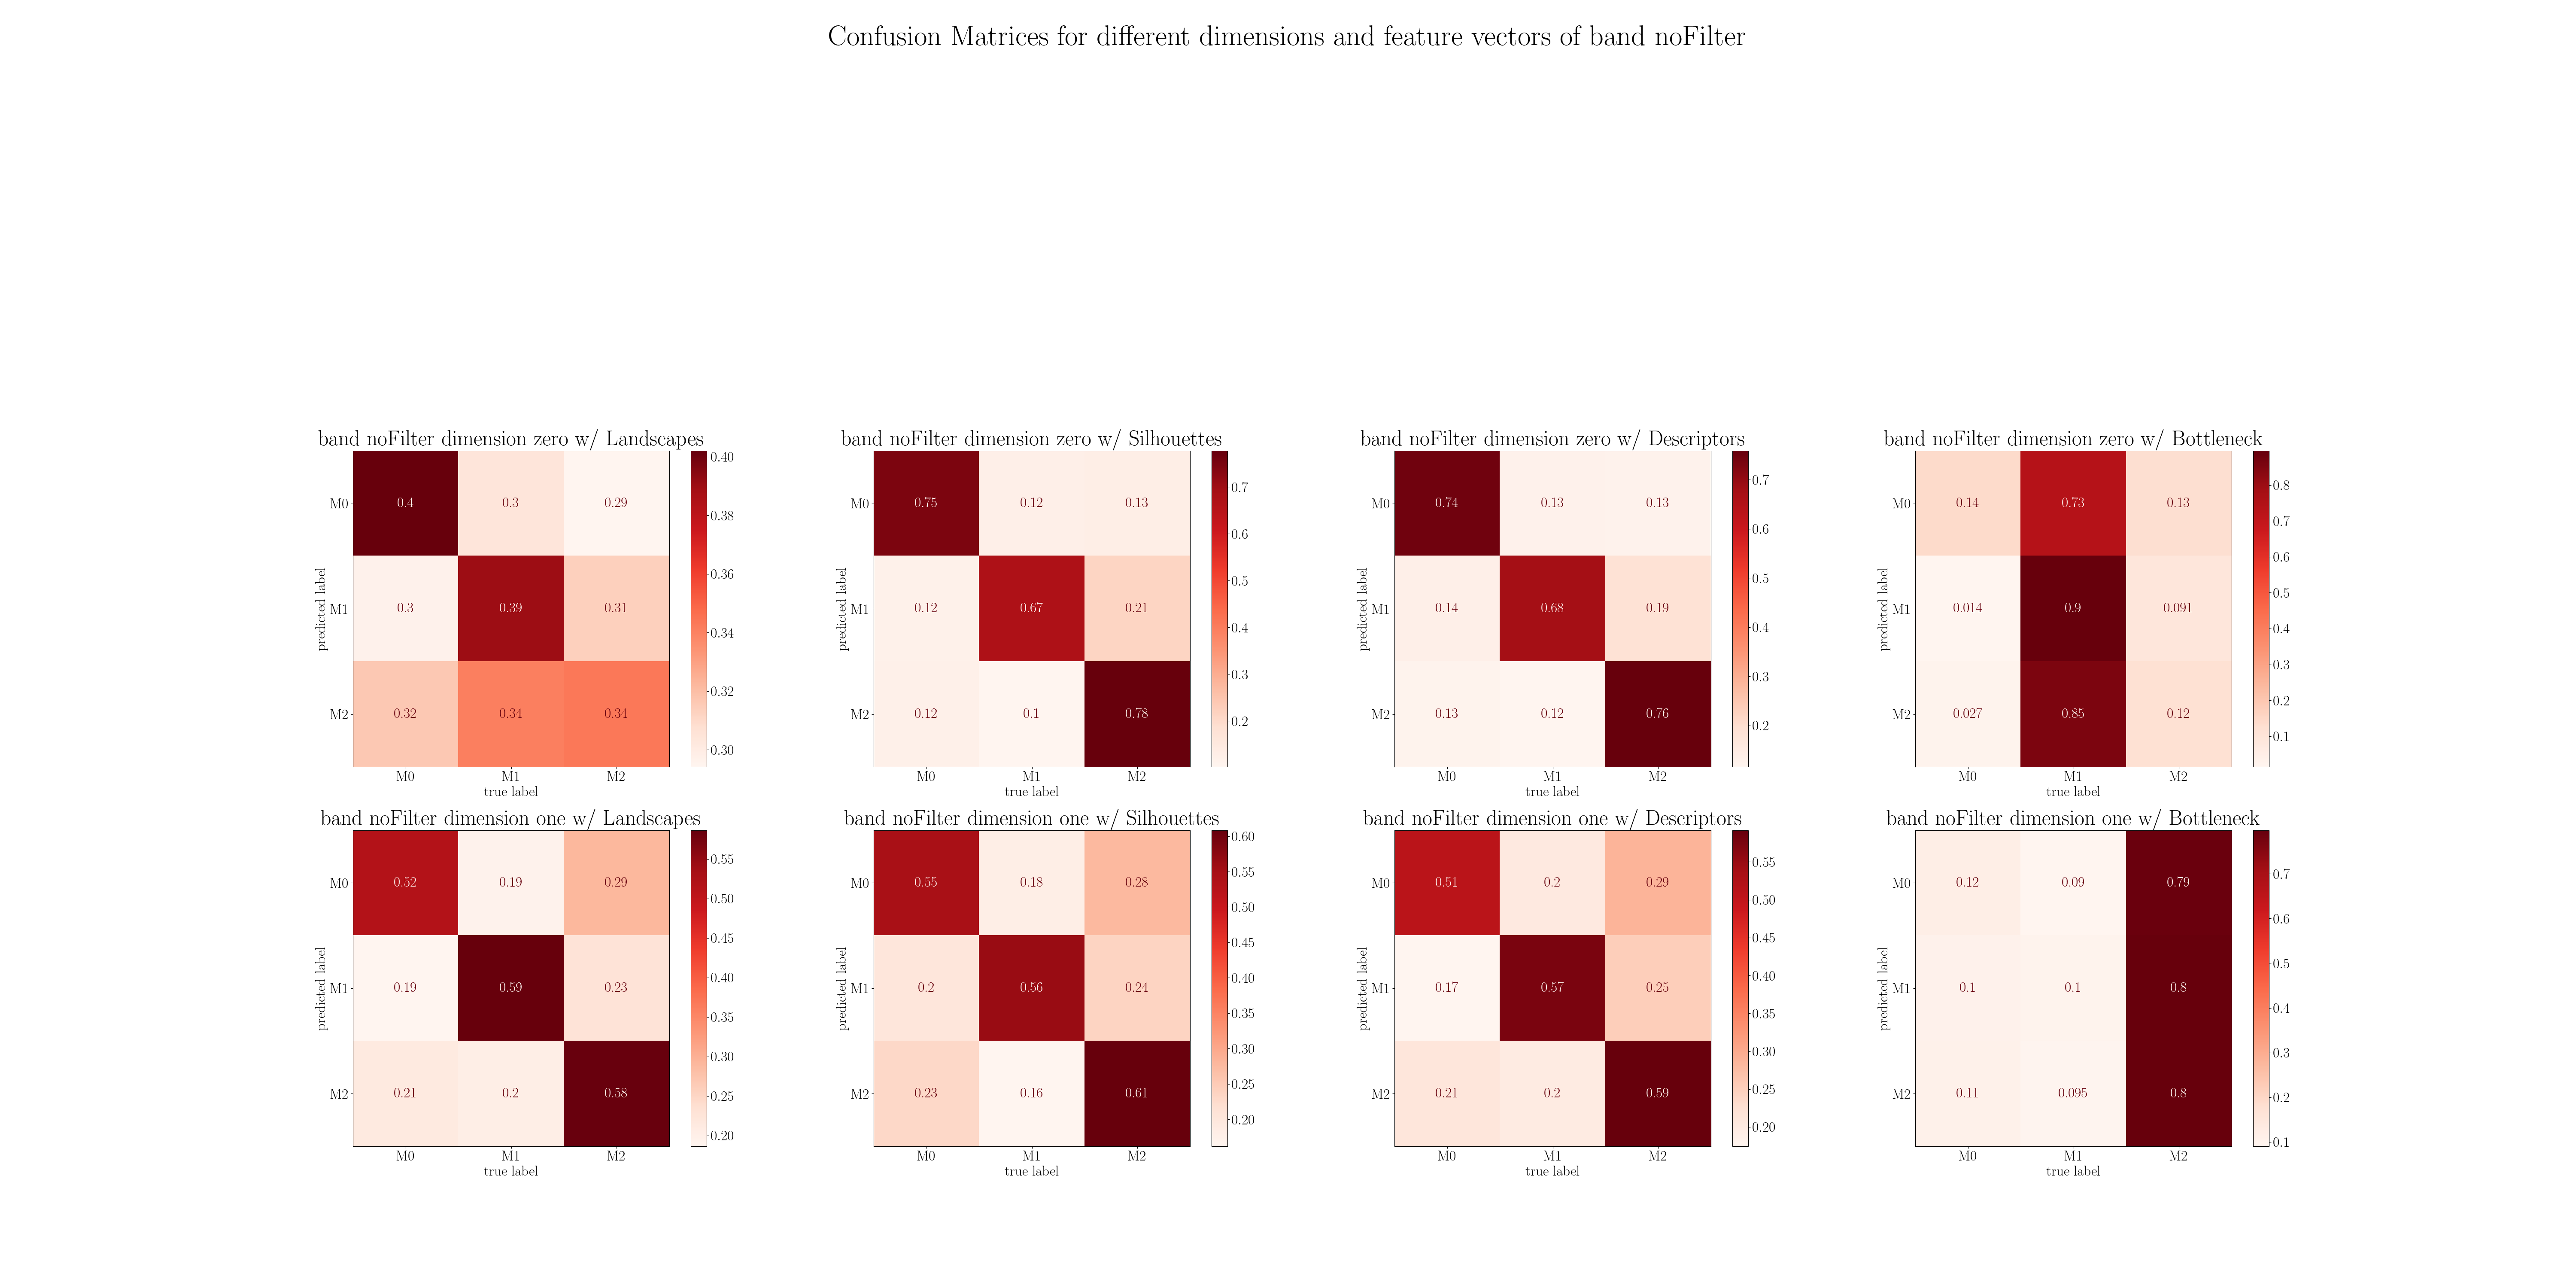 Confusion Matrices for different dimensions and feature vectors of band noFilter
band noFilter dimension zero w/ Landscapes
M0 0.4 0.3 0.29
M1 0.3 0.39 0.31
M2 0.32 0.34 0.34
M0 M1 M2
true label
predicted label
0.40
0.38
0.36
0.34
0.32
0.30
band noFilter dimension zero w/ Silhouettes
M0 0.75 0.12 0.13
M1 0.12 0.67 0.21
M2 0.12 0.1 0.78
M0 M1 M2
true label
predicted label
0.7
0.6
0.5
0.4
0.3
0.2
band noFilter dimension zero w/ Descriptors
M0 0.74 0.13 0.13
M1 0.14 0.68 0.19
M2 0.13 0.12 0.76
M0 M1 M2
true label
predicted label
0.7
0.6
0.5
0.4
0.3
0.2
band noFilter dimension zero w/ Bottleneck
M0 0.14 0.73 0.13
M1 0.014 0.9 0.091
M2 0.027 0.85 0.12
M0 M1 M2
true label
predicted label
0.8
0.7
0.6
0.5
0.4
0.3
0.2
0.1
band noFilter dimension one w/ Landscapes
M0 0.52 0.19 0.29
M1 0.19 0.59 0.23
M2 0.21 0.2 0.58
M0 M1 M2
true label
predicted label
0.55
0.50
0.45
0.40
0.35
0.30
0.25
0.20
band noFilter dimension one w/ Silhouettes
M0 0.55 0.18 0.28
M1 0.2 0.56 0.24
M2 0.23 0.16 0.61
M0 M1 M2
true label
predicted label
0.60
0.55
0.50
0.45
0.40
0.35
0.30
0.25
0.20
band noFilter dimension one w/ Descriptors
M0 0.51 0.2 0.29
M1 0.17 0.57 0.25
M2 0.21 0.2 0.59
M0 M1 M2
true label
predicted label
0.55
0.50
0.45
0.40
0.35
0.30
0.25
0.20
band noFilter dimension one w/ Bottleneck
M0 0.12 0.09 0.79
M1 0.1 0.1 0.8
M2 0.11 0.095 0.8
M0 M1 M2
true label
predicted label
0.7
0.6
0.5
0.4
0.3
0.2
0.1